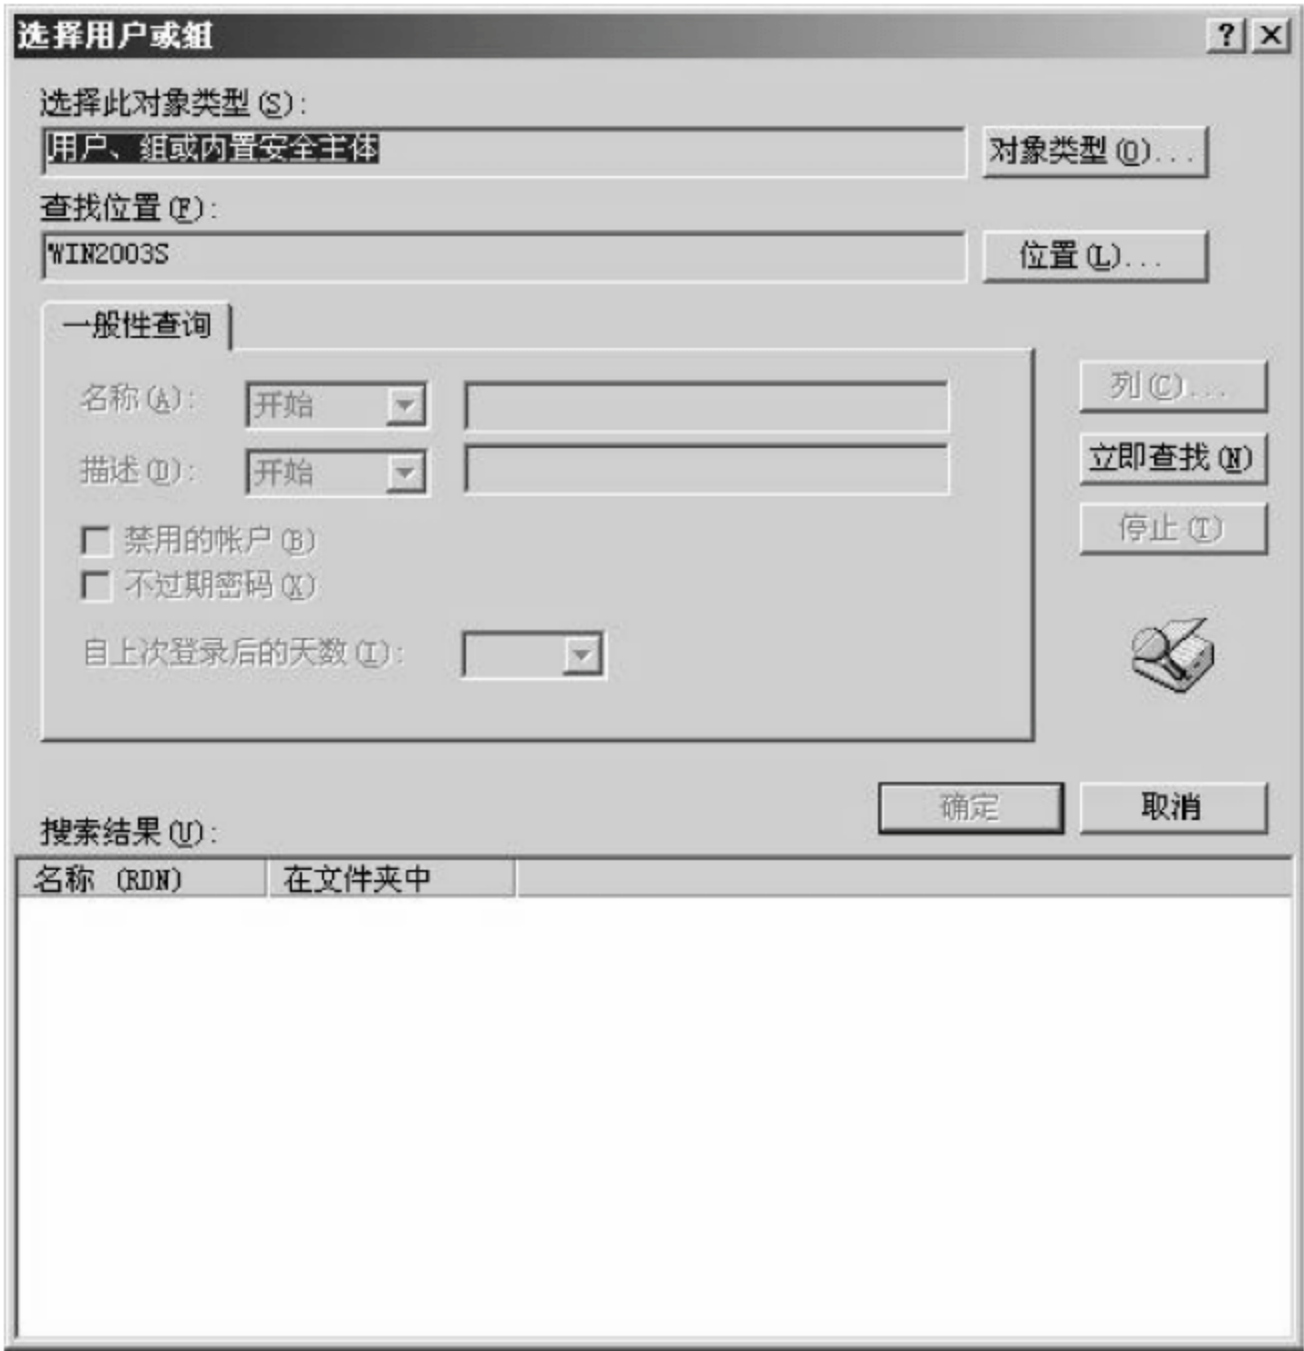 选择用户或组
选择此对象类型(S):
用户、组或内置安全主体
对象类型(O)...
查找位置(F):
WIN2003S
位置(L)...
一般性查询
名称(A):
开始
列(C)...
描述(D):
开始
立即查找(N)
禁用的帐户(B)
停止(T)
不过期密码(X)
自上次登录后的天数(I):
确定
取消
搜索结果(U):
名称 (RDN)
在文件夹中